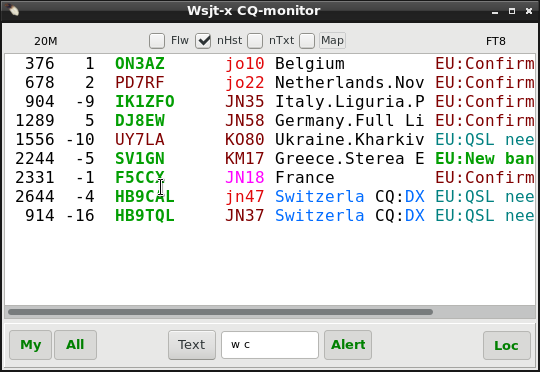 Wsjt-x CQ-monitor
20M Flw nHst nTxt Map FT8
376 1 ON3AZ jo10 Belgium EU:Confirm
678 2 PD7RF jo22 Netherlands.Nov EU:Confirm
904 -9 IK1ZFO JN35 Italy.Liguria.P EU:Confirm
1289 5 DJ8EW JN58 Germany.Full Li EU:Confirm
1556 -10 UY7LA KO80 Ukraine.Kharkiv EU:QSL nee
2244 -5 SV1GN KM17 Greece.Sterea E EU:New ban
2331 -1 F5CCX JN18 France EU:Confirm
2644 -4 HB9CAL jn47 Switzerla CQ:DX EU:QSL nee
914 -16 HB9TQL JN37 Switzerla CQ:DX EU:QSL nee
My All Text w c Alert Loc